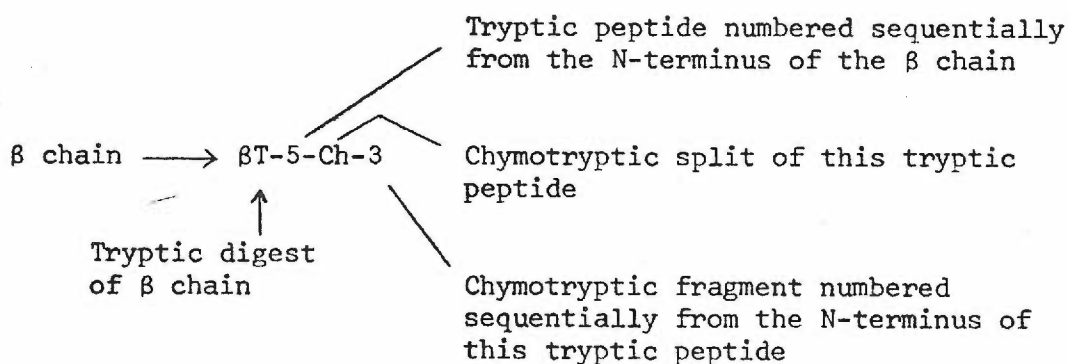 Tryptic peptide numbered sequentially
from the N-terminus of the β chain
β chain
βT-5-Ch-3
Chymotryptic split of this tryptic
peptide
Tryptic digest
of β chain
Chymotryptic fragment numbered
sequentially from the N-terminus of
this tryptic peptide